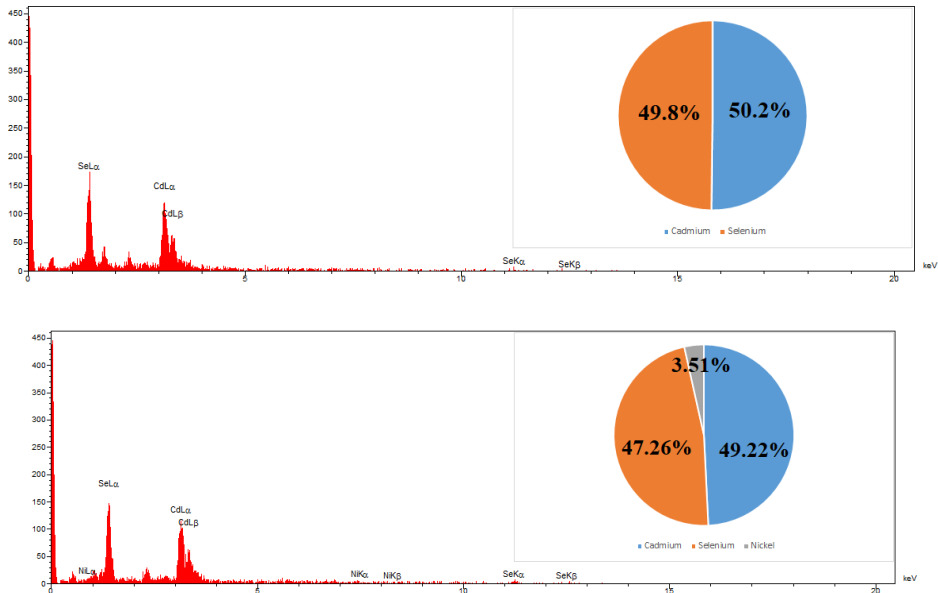 450
400
350
300
250
200
150
100
50
0
SeLα
CdLα
CdLβ
SeKα
SeKβ
0
5
10
15
20
keV
49.8%
50.2%
Cadmium Selenium
450
400
350
300
250
200
150
100
50
0
NiLα
SeLα
CdLα
CdLβ
NiKα
NiKβ
SeKα
SeKβ
0
5
10
15
20
keV
3.51%
47.26%
49.22%
Cadmium Selenium Nickel